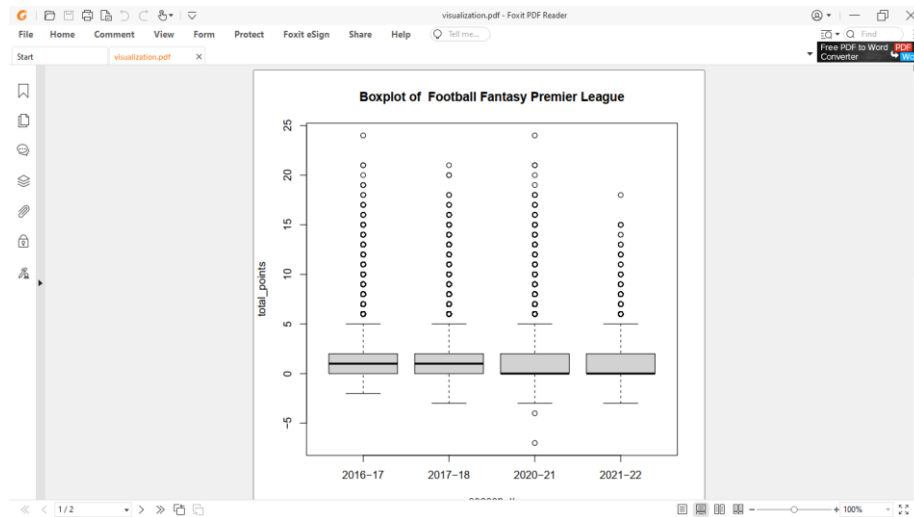 visualization.pdf - Foxit PDF Reader
File Home Comment View Form Protect Foxit eSign Share Help Tell me... Find
Start visualization.pdf
Free PDF to Word PDF
Converter Wo
Boxplot of Football Fantasy Premier League
total_points
25
20
15
10
5
0
-5
2016-17 2017-18 2020-21 2021-22
1 / 2 100%